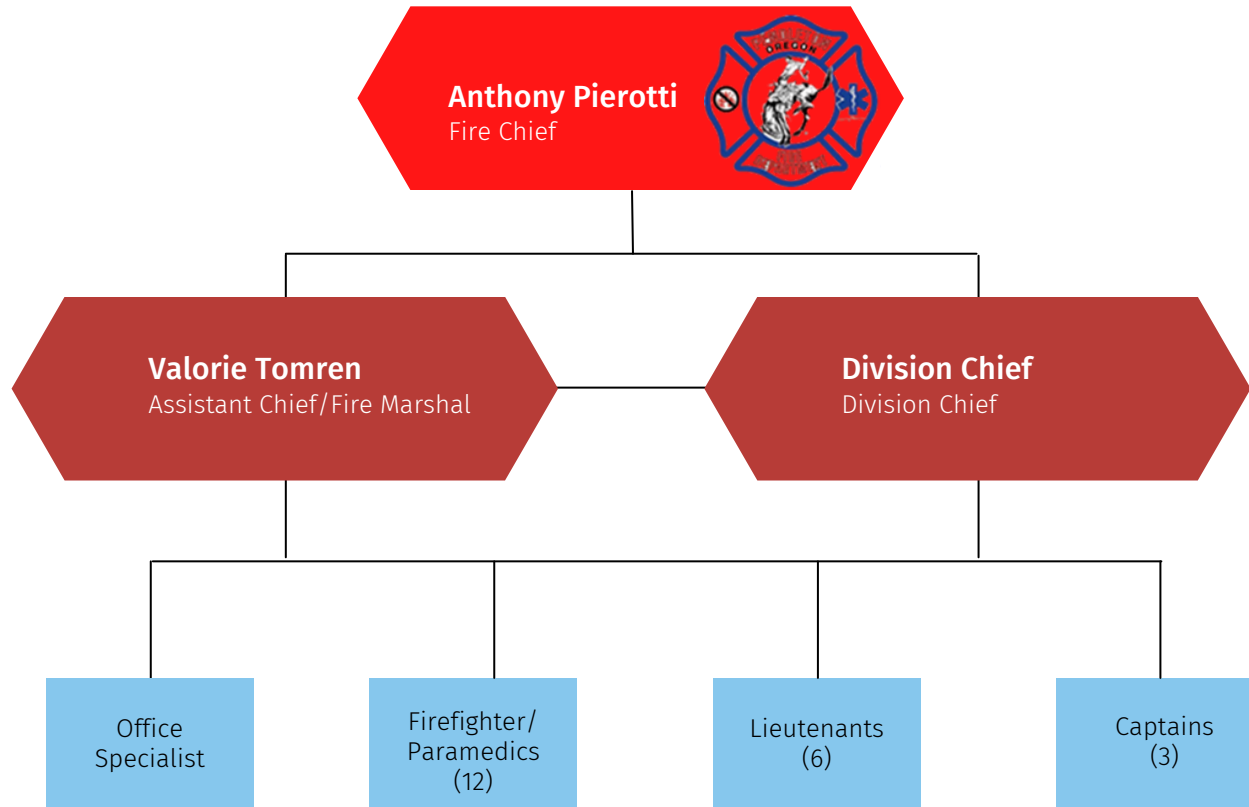 OREGON
Anthony Pierotti
Fire Chief
Valorie Tomren
Assistant Chief/Fire Marshal
Division Chief
Division Chief
Office
Specialist
Firefighter/
Paramedics
(12)
Lieutenants
(6)
Captains
(3)